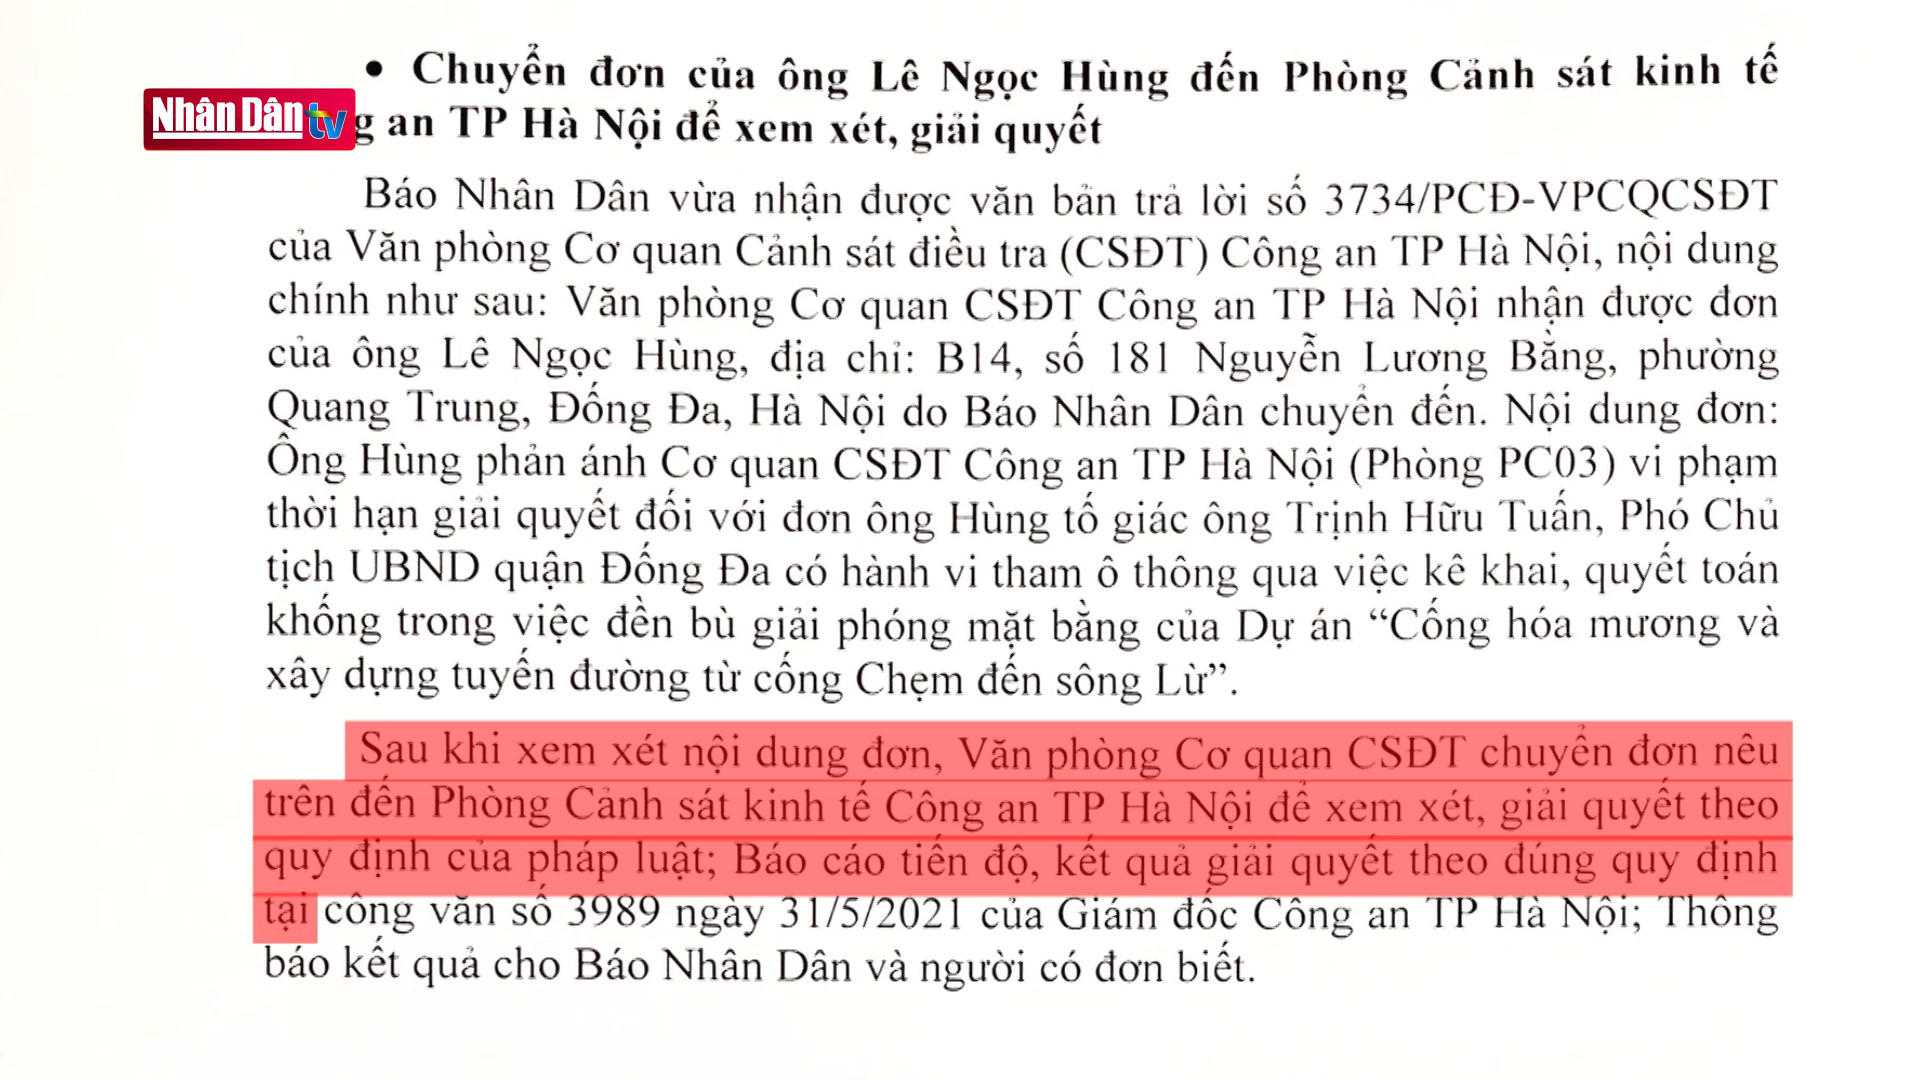 • Chuyển đơn của ông Lê Ngọc Hùng đến Phòng Cảnh sát kinh tế
Nhân Dân tv
g an TP Hà Nội để xem xét, giải quyết
Báo Nhân Dân vừa nhận được văn bản trả lời số 3734/PCĐ-VPCQCSĐT
của Văn phòng Cơ quan Cảnh sát điều tra (CSĐT) Công an TP Hà Nội, nội dung
chính như sau: Văn phòng Cơ quan CSĐT Công an TP Hà Nội nhận được đơn
của ông Lê Ngọc Hùng, địa chỉ: B14, số 181 Nguyễn Lương Bằng, phường
Quang Trung, Đống Đa, Hà Nội do Báo Nhân Dân chuyển đến. Nội dung đơn:
Ông Hùng phản ánh Cơ quan CSĐT Công an TP Hà Nội (Phòng PC03) vi phạm
thời hạn giải quyết đối với đơn ông Hùng tố giác ông Trịnh Hữu Tuấn, Phó Chủ
tịch UBND quận Đống Đa có hành vi tham ô thông qua việc kê khai, quyết toán
khống trong việc đền bù giải phóng mặt bằng của Dự án “Cống hóa mương và
xây dựng tuyến đường từ cống Chẹm đến sông Lừ”.
Sau khi xem xét nội dung đơn, Văn phòng Cơ quan CSĐT chuyển đơn nêu
trên đến Phòng Cảnh sát kinh tế Công an TP Hà Nội để xem xét, giải quyết theo
quy định của pháp luật; Báo cáo tiến độ, kết quả giải quyết theo đúng quy định
tại công văn số 3989 ngày 31/5/2021 của Giám đốc Công an TP Hà Nội; Thông
báo kết quả cho Báo Nhân Dân và người có đơn biết.